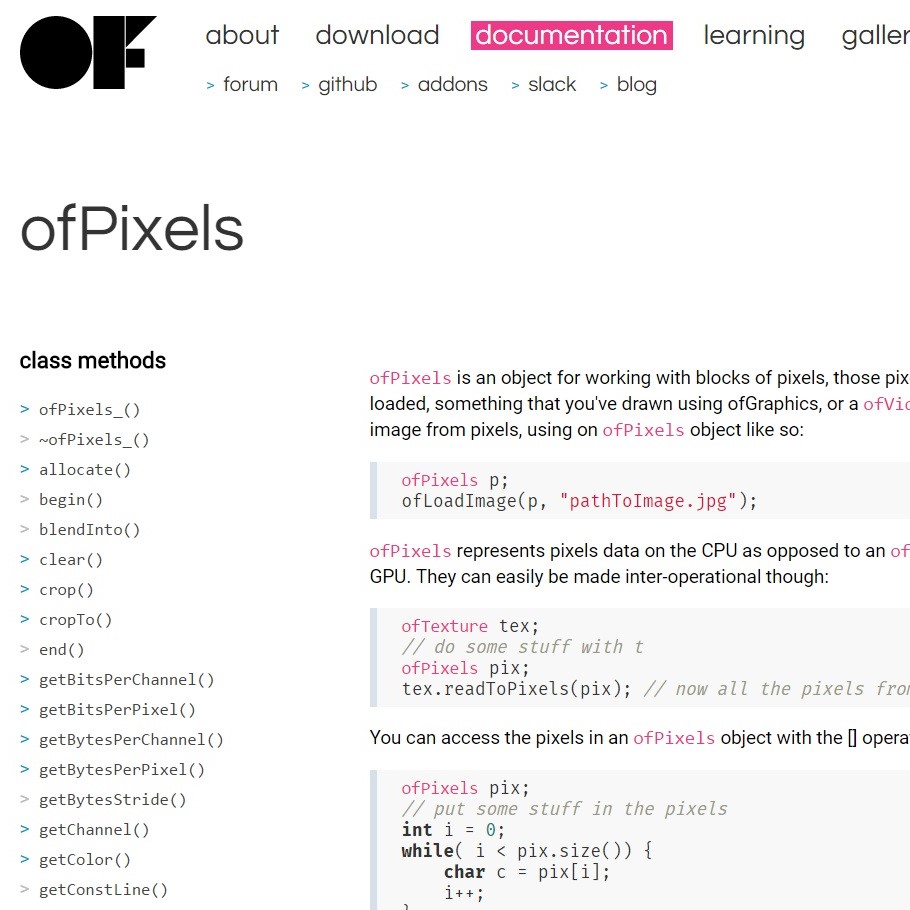 OF
about download documentation learning galler
> forum > github > addons > slack > blog
ofPixels
class methods
> ofPixels_()
> ~ofPixels_()
> allocate()
> begin()
> blendInto()
> clear()
> crop()
> cropTo()
> end()
> getBitsPerChannel()
> getBitsPerPixel()
> getBytesPerChannel()
> getBytesPerPixel()
> getBytesStride()
> getChannel()
> getColor()
> getConstLine()
ofPixels is an object for working with blocks of pixels, those pix
loaded, something that you've drawn using ofGraphics, or a ofVid
image from pixels, using on ofPixels object like so:
ofPixels p;
ofLoadImage(p, "pathToImage.jpg");
ofPixels represents pixels data on the CPU as opposed to an of
GPU. They can easily be made inter-operational though:
ofTexture tex;
// do some stuff with t
ofPixels pix;
tex.readToPixels(pix); // now all the pixels from
You can access the pixels in an ofPixels object with the [] opera
ofPixels pix;
// put some stuff in the pixels
int i = 0;
while( i < pix.size()) {
    char c = pix[i];
    i++;